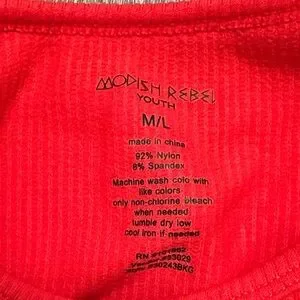 MODISH REBEL
YOUTH
M/L
made in china
92% Nylon
8% Spandex
Machine wash cold with
like colors
only non-chlorine bleach
when needed
tumble dry low
cool iron if needed
RN